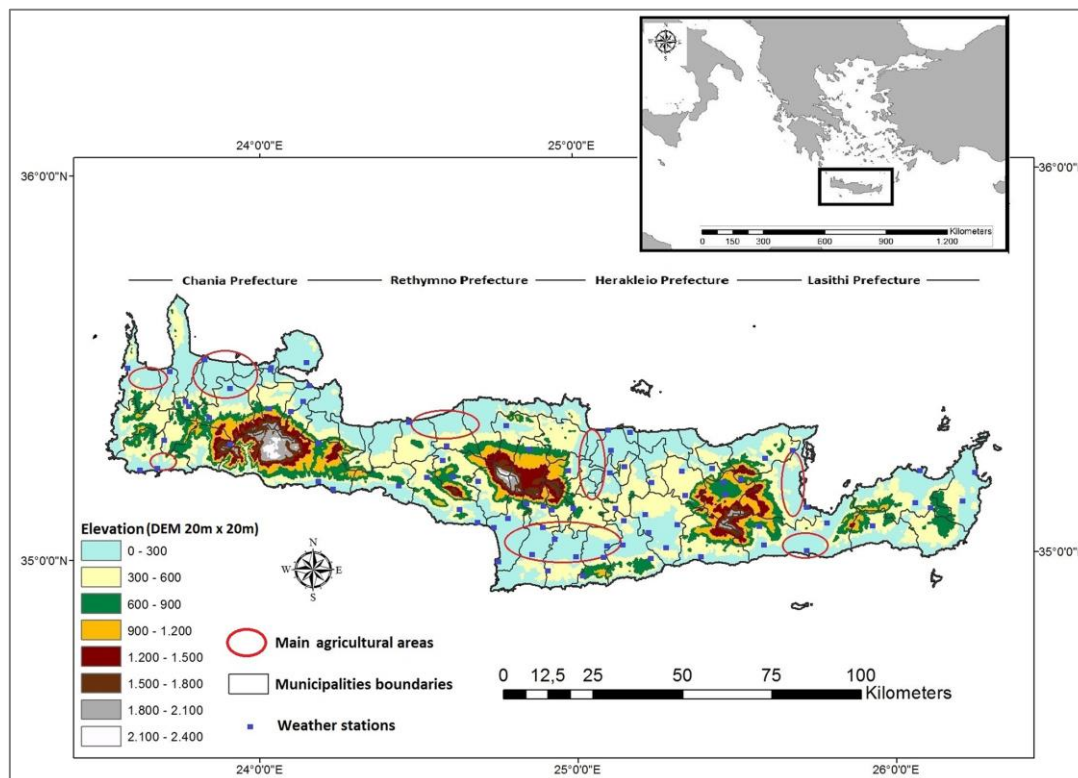 N
W E
S
Kilometers
0 150 300 600 900 1.200
24°0'0"E 25°0'0"E
36°0'0"N 36°0'0"N
Chania Prefecture Rethymno Prefecture Herakleio Prefecture Lasithi Prefecture
35°0'0"N 35°0'0"N
Elevation (DEM 20m x 20m)
0 - 300
300 - 600
600 - 900
900 - 1.200
1.200 - 1.500
1.500 - 1.800
1.800 - 2.100
2.100 - 2.400
N
W E
S
Main agricultural areas
Municipalities boundaries
Weather stations
0 12,5 25 50 75 100
Kilometers
24°0'0"E 25°0'0"E 26°0'0"E